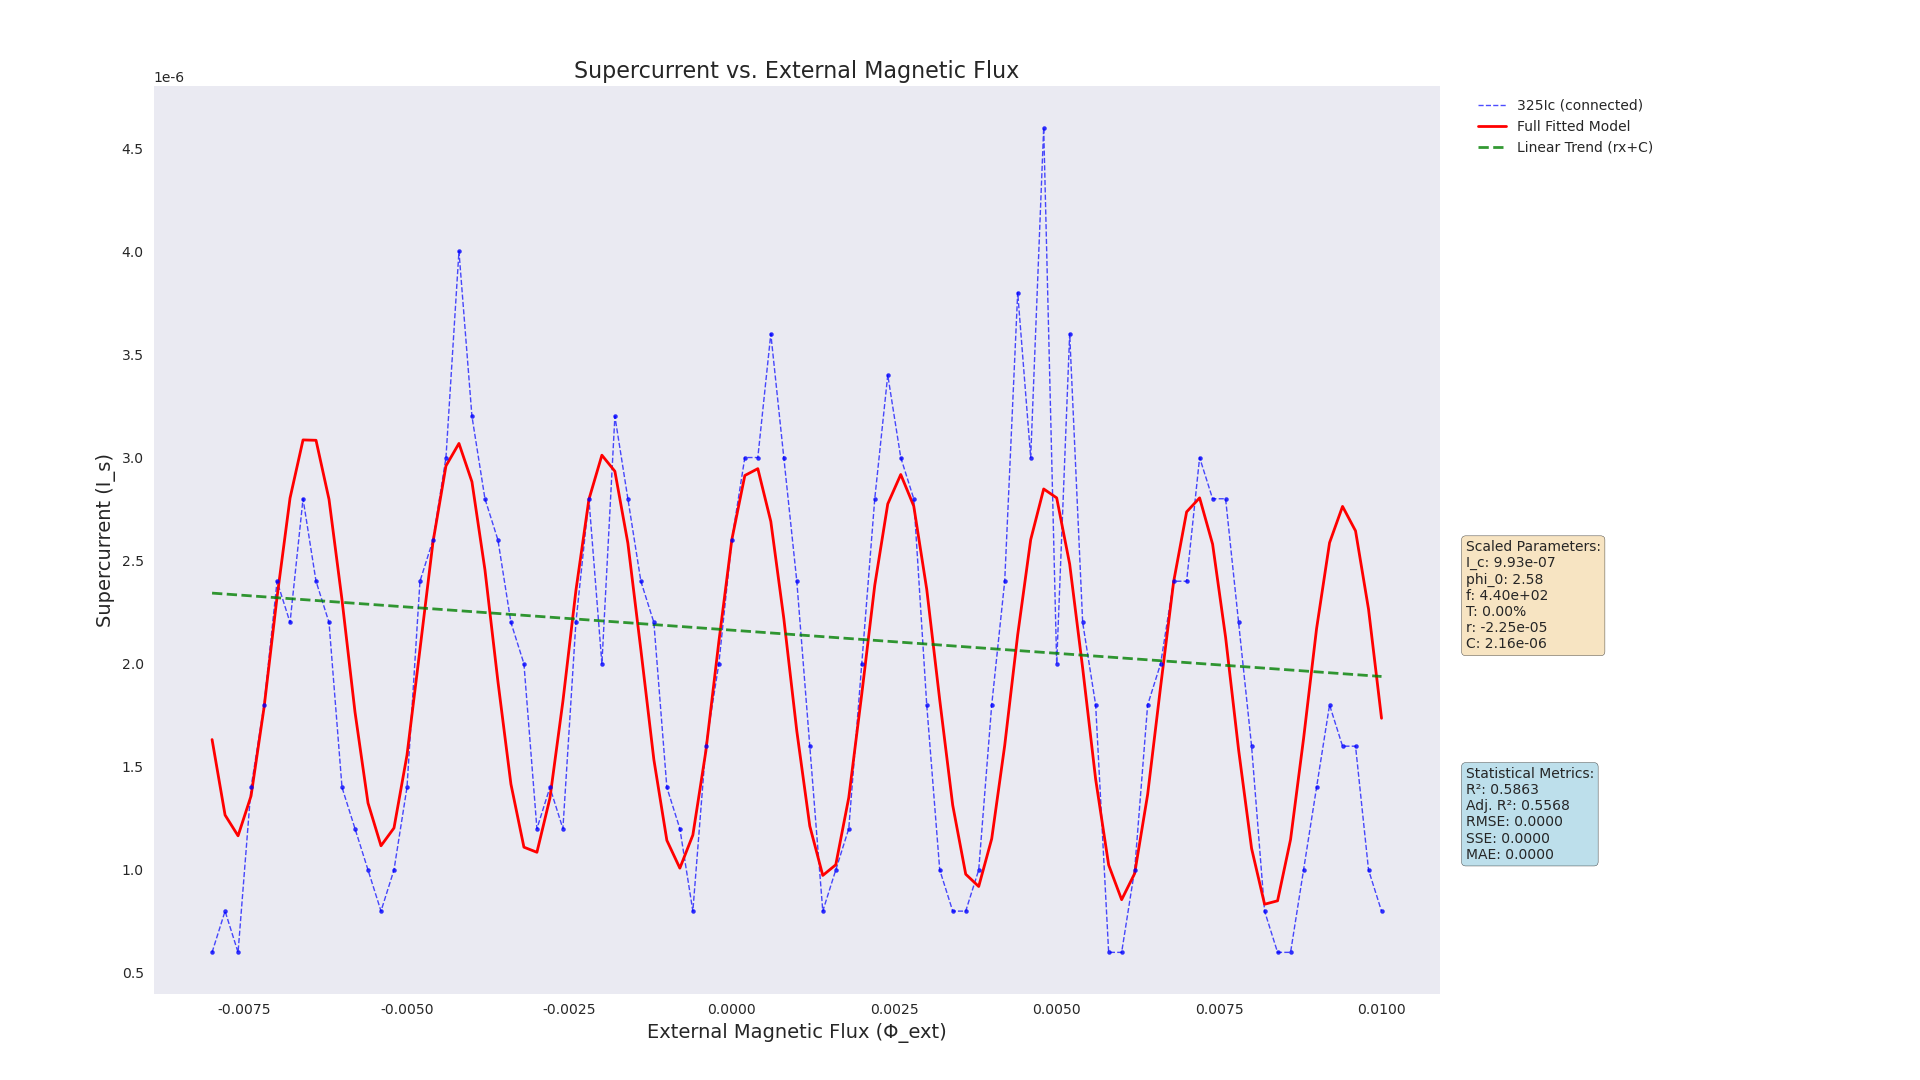 Supercurrent vs. External Magnetic Flux
1e-6
4.5
4.0
3.5
3.0
2.5
2.0
1.5
1.0
0.5
Supercurrent (I_s)
-0.0075
-0.0050
-0.0025
0.0000
0.0025
0.0050
0.0075
0.0100
External Magnetic Flux (Φ_ext)
325Ic (connected)
Full Fitted Model
Linear Trend (rx+C)
Scaled Parameters:
I_c: 9.93e-07
phi_0: 2.58
f: 4.40e+02
T: 0.00%
r: -2.25e-05
C: 2.16e-06
Statistical Metrics:
R²: 0.5863
Adj. R²: 0.5568
RMSE: 0.0000
SSE: 0.0000
MAE: 0.0000